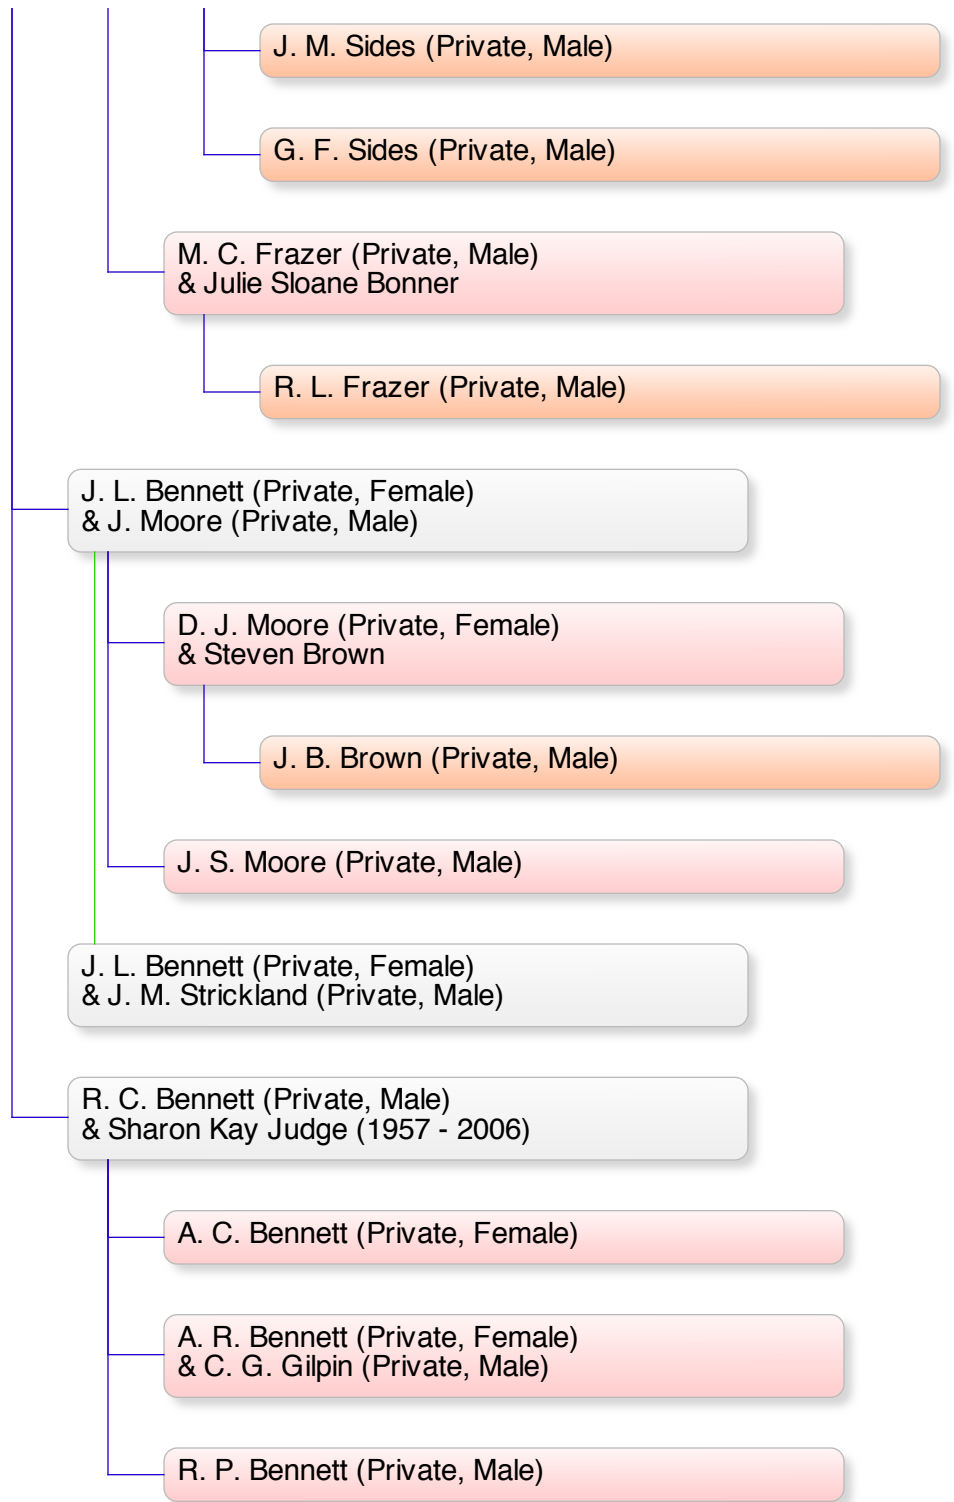 J. M. Sides (Private, Male)
G. F. Sides (Private, Male)
M. C. Frazer (Private, Male)
& Julie Sloane Bonner
R. L. Frazer (Private, Male)
J. L. Bennett (Private, Female)
& J. Moore (Private, Male)
D. J. Moore (Private, Female)
& Steven Brown
J. B. Brown (Private, Male)
J. S. Moore (Private, Male)
J. L. Bennett (Private, Female)
& J. M. Strickland (Private, Male)
R. C. Bennett (Private, Male)
& Sharon Kay Judge (1957 - 2006)
A. C. Bennett (Private, Female)
A. R. Bennett (Private, Female)
& C. G. Gilpin (Private, Male)
R. P. Bennett (Private, Male)